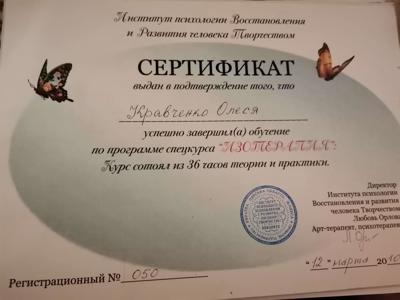 Институт психологии Восстановления
и Развития человека Творчеством
СЕРТИФИКАТ
выдан в подтверждение того, что
Кравченко Олеся
успешно завершил(а) обучение
по программе спецкурса "ИЗОТЕРАПИЯ":
Курс состоял из 36 часов теории и практики.
Директор
Института психологии
Восстановления и развития
человека Творчеством
Любовь Орлова
Арт-терапевт, психотерапев
Регистрационный № 050
"12" марта 2010